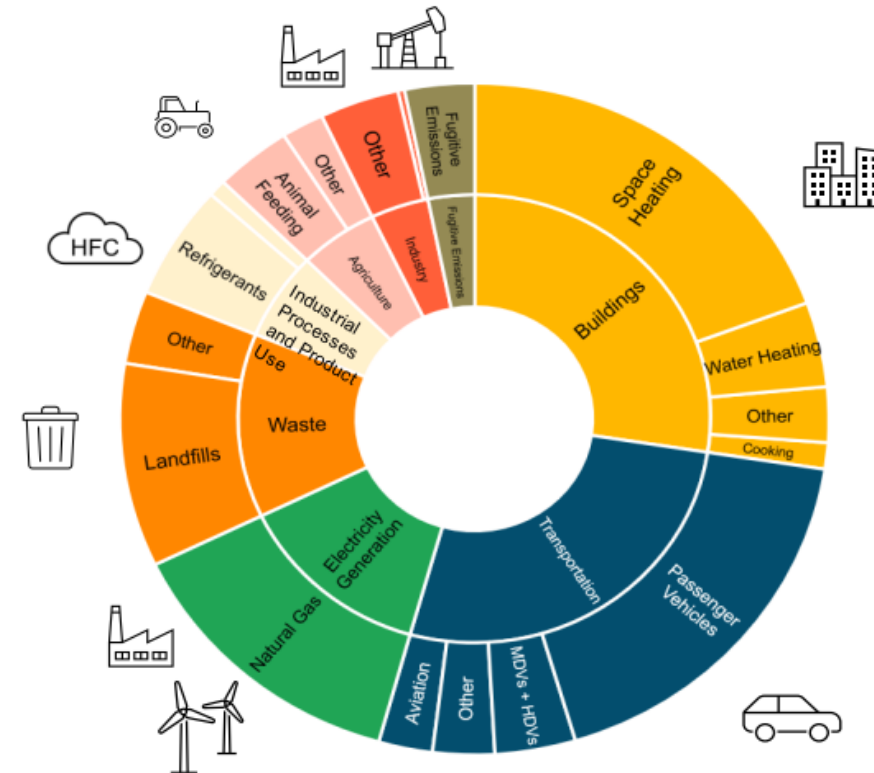 Fugitive
Emissions
Space
Heating
Other
Other
Animal
Feeding
HFC
Refrigerants
Fugitive Emissions
Industry
Agriculture
Buildings
Industrial
Processes
and Product
Use
Water Heating
Other
Other
Cooking
Waste
Landfills
Electricity
Generation
Transportation
Passenger
Vehicles
Natural Gas
Aviation
Other
MDVs + HDVs